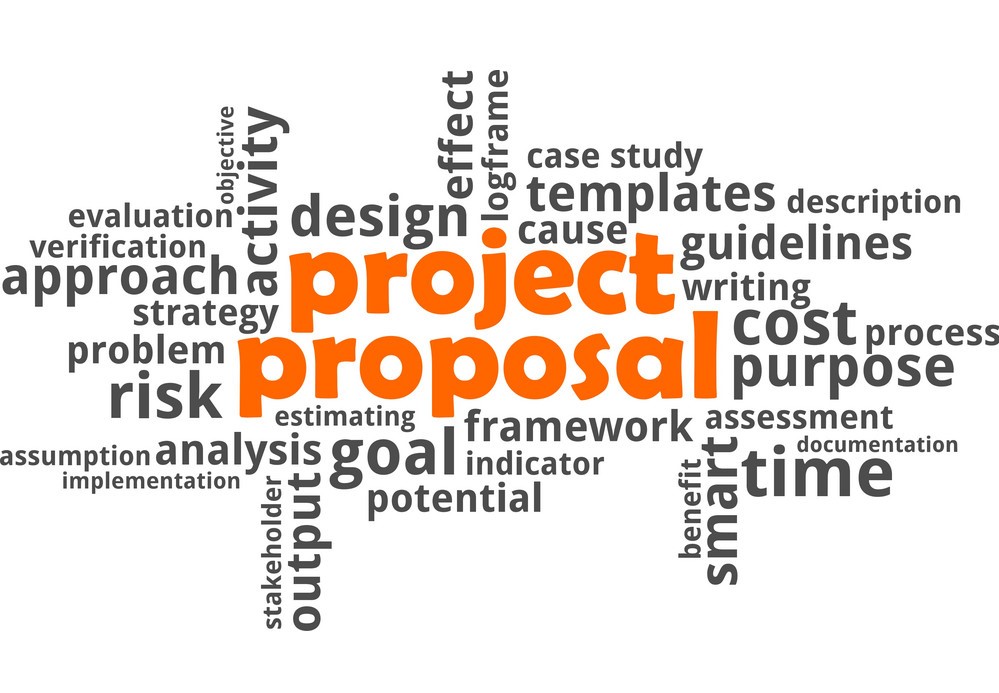 effect
logframe
objective
activity
case study
templates
description
evaluation
design
cause
guidelines
verification
approach
project
writing
strategy
cost
process
problem
proposal
purpose
risk
estimating
framework
assessment
assumption
analysis
goal
indicator
documentation
implementation
potential
time
stakeholder
output
benefit
smart